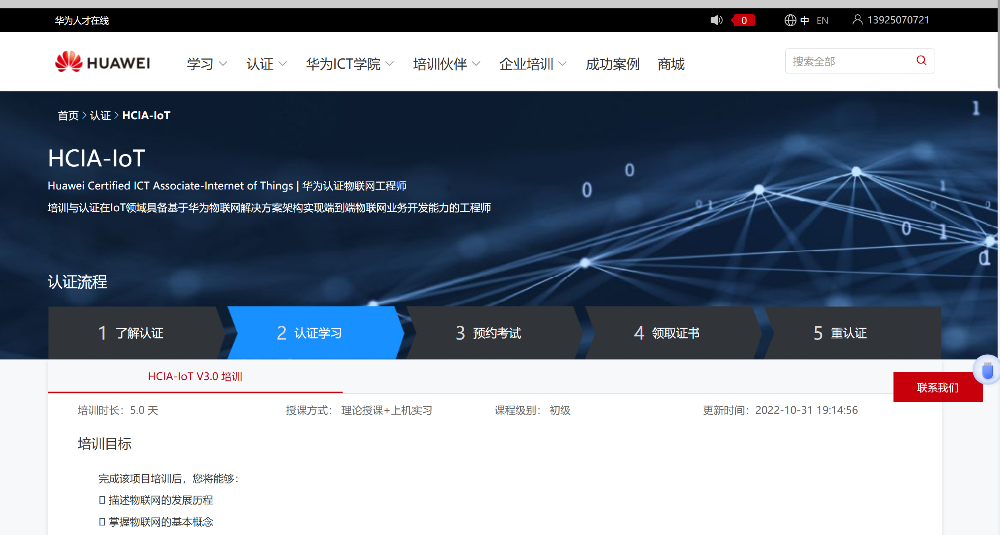 华为人才在线
0
中 EN
13925070721
HUAWEI
学习
认证
华为ICT学院
培训伙伴
企业培训
成功案例
商城
搜索全部
首页 > 认证 > HCIA-IoT
HCIA-IoT
Huawei Certified ICT Associate-Internet of Things | 华为认证物联网工程师
培训与认证在IoT领域具备基于华为物联网解决方案架构实现端到端物联网业务开发能力的工程师
认证流程
1 了解认证
2 认证学习
3 预约考试
4 领取证书
5 重认证
HCIA-IoT V3.0 培训
联系我们
培训时长：5.0 天
授课方式： 理论授课+上机实习
课程级别： 初级
更新时间：2022-10-31 19:14:56
培训目标
完成该项目培训后，您将能够：
描述物联网的发展历程
掌握物联网的基本概念